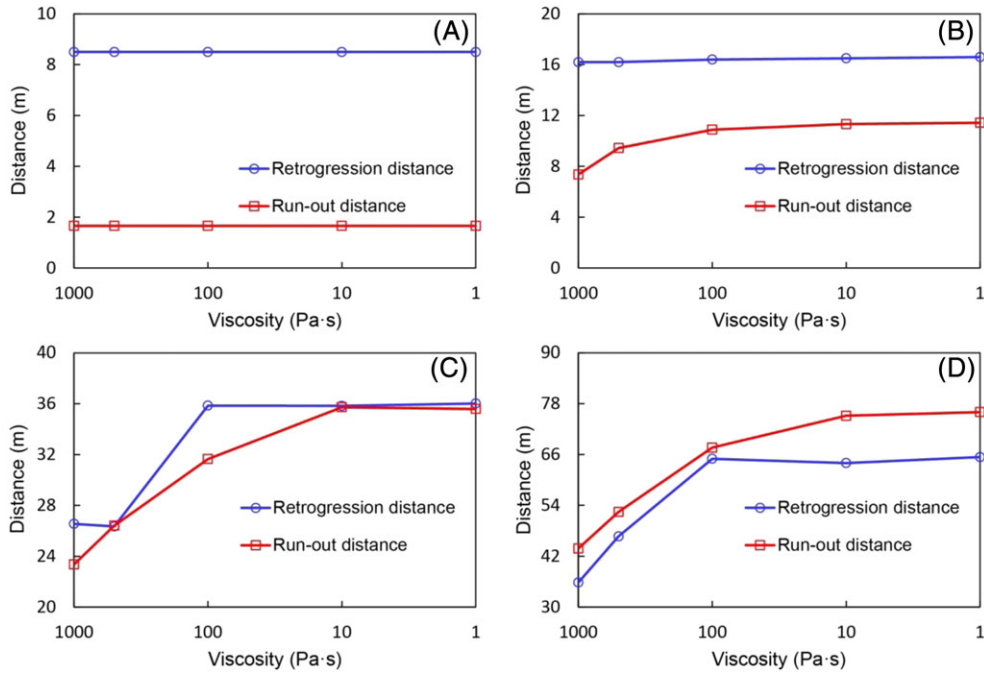 (A)
10
8
6
4
2
0
Distance (m)
Retrogression distance
Run-out distance
1000 100 10 1
Viscosity (Pa·s)
(B)
20
16
12
8
4
0
Distance (m)
Retrogression distance
Run-out distance
1000 100 10 1
Viscosity (Pa·s)
(C)
40
36
32
28
24
20
Distance (m)
Retrogression distance
Run-out distance
1000 100 10 1
Viscosity (Pa·s)
(D)
90
78
66
54
42
30
Distance (m)
Retrogression distance
Run-out distance
1000 100 10 1
Viscosity (Pa·s)